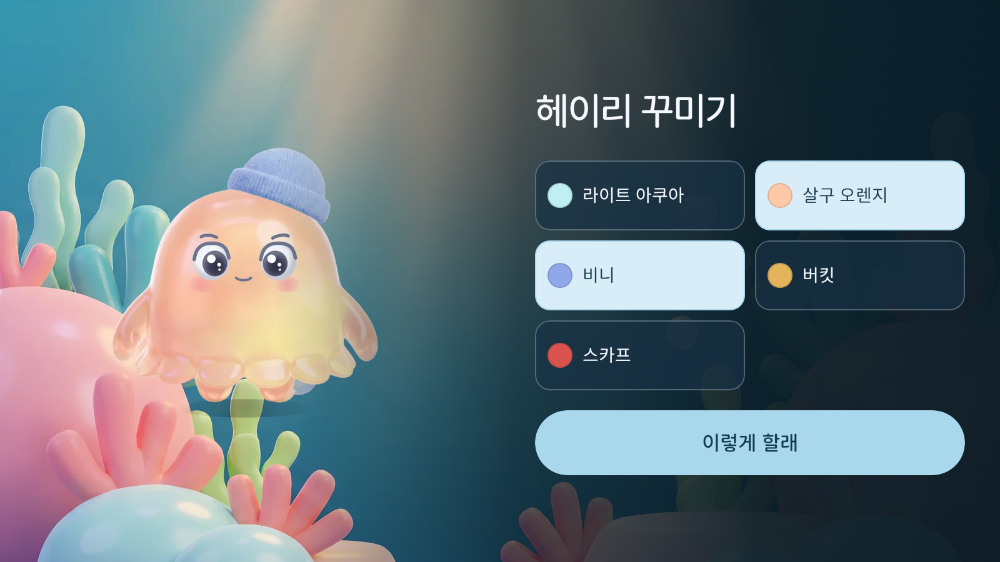 헤이리 꾸미기
라이트 아쿠아
살구 오렌지
비니
버킷
스카프
이렇게 할래